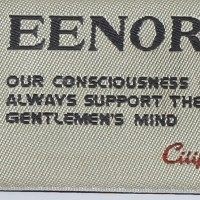 EENOR
OUR CONSCIOUSNESS
ALWAYS SUPPORT THE
GENTLEMEN'S MIND